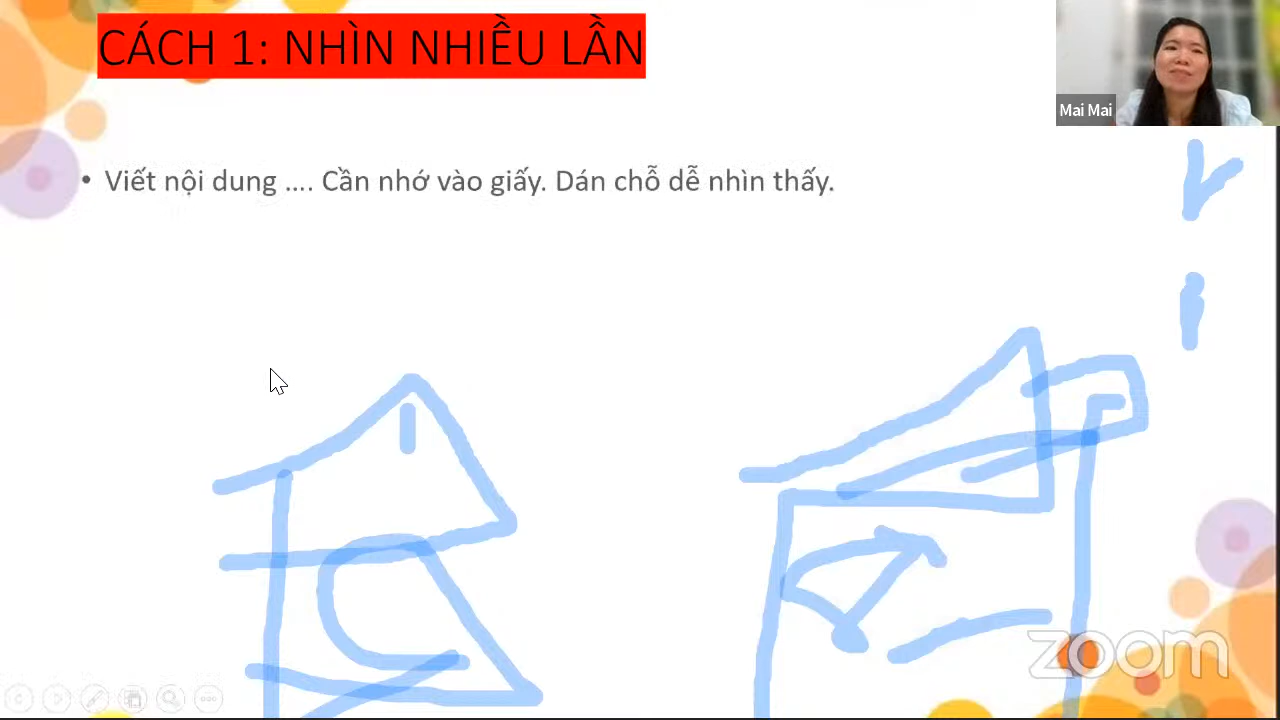 CÁCH 1: NHÌN NHIỀU LẦN
Mai Mai
• Viết nội dung .... Cần nhớ vào giấy. Dán chỗ dễ nhìn thấy.
zoom